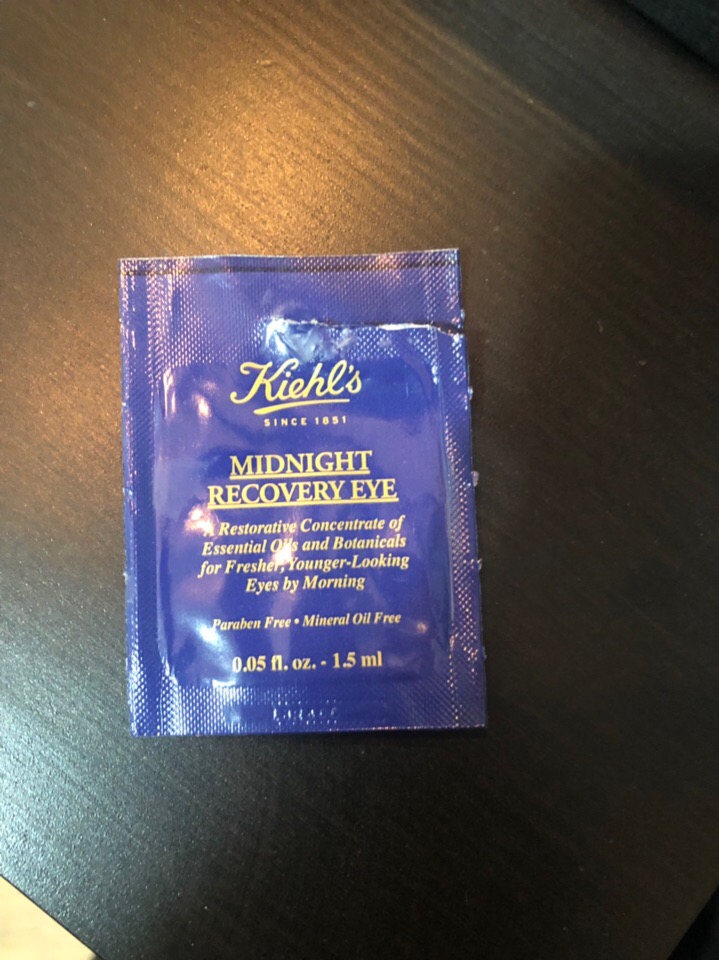 Kiehl's
SINCE 1851
MIDNIGHT
RECOVERY EYE
A Restorative Concentrate of
Essential Oils and Botanicals
for Fresher, Younger-Looking
Eyes by Morning
Paraben Free • Mineral Oil Free
0.05 fl. oz. - 1.5 ml